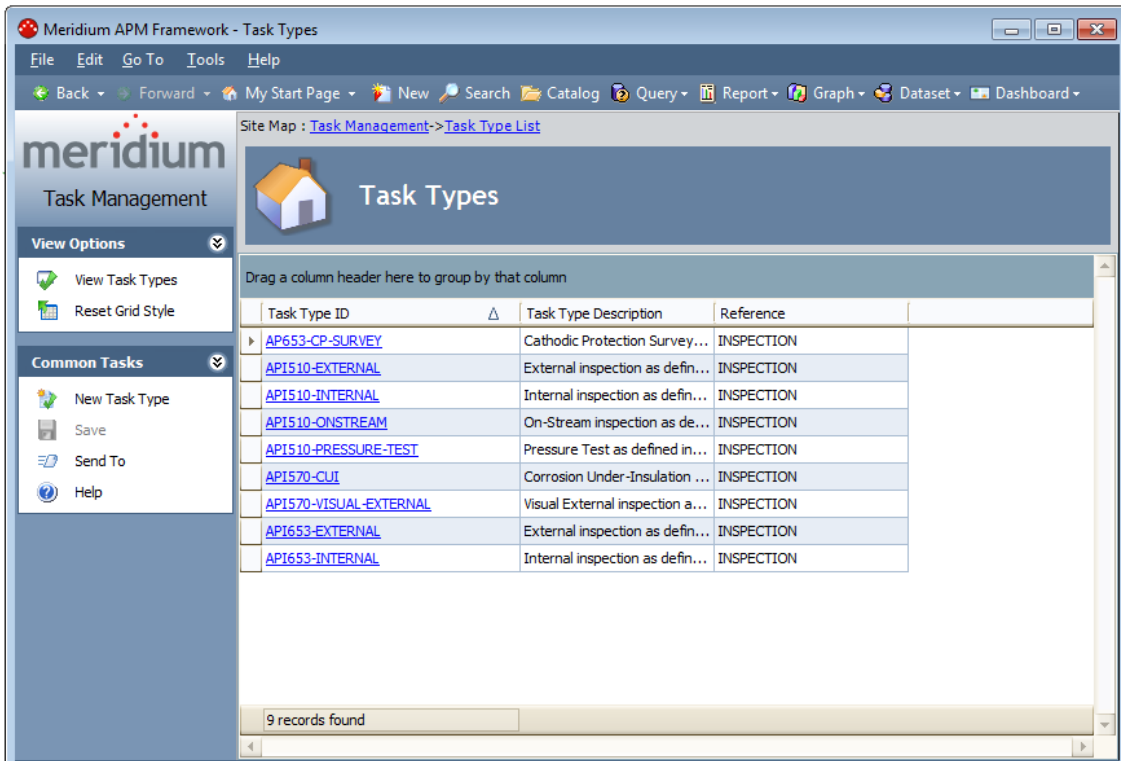 Meridium APM Framework - Task Types
File Edit Go To Tools Help
Back Forward My Start Page New Search Catalog Query Report Graph Dataset Dashboard
Site Map : Task Management->Task Type List
meridium
Task Management
Task Types
View Options
View Task Types
Reset Grid Style
Common Tasks
New Task Type
Save
Send To
Help
Drag a column header here to group by that column
Task Type ID Task Type Description Reference
AP653-CP-SURVEY Cathodic Protection Survey... INSPECTION
API510-EXTERNAL External inspection as defin... INSPECTION
API510-INTERNAL Internal inspection as defin... INSPECTION
API510-ONSTREAM On-Stream inspection as de... INSPECTION
API510-PRESSURE-TEST Pressure Test as defined in... INSPECTION
API570-CUI Corrosion Under-Insulation ... INSPECTION
API570-VISUAL-EXTERNAL Visual External inspection a... INSPECTION
API653-EXTERNAL External inspection as defin... INSPECTION
API653-INTERNAL Internal inspection as defin... INSPECTION
9 records found